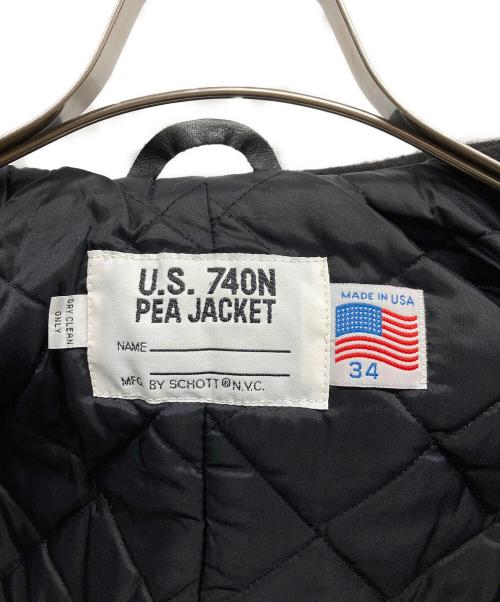 U.S. 740N
PEA JACKET
NAME
MFG. BY SCHOTT ® N.Y.C.
DRY CLEAN
ONLY
MADE IN USA
34